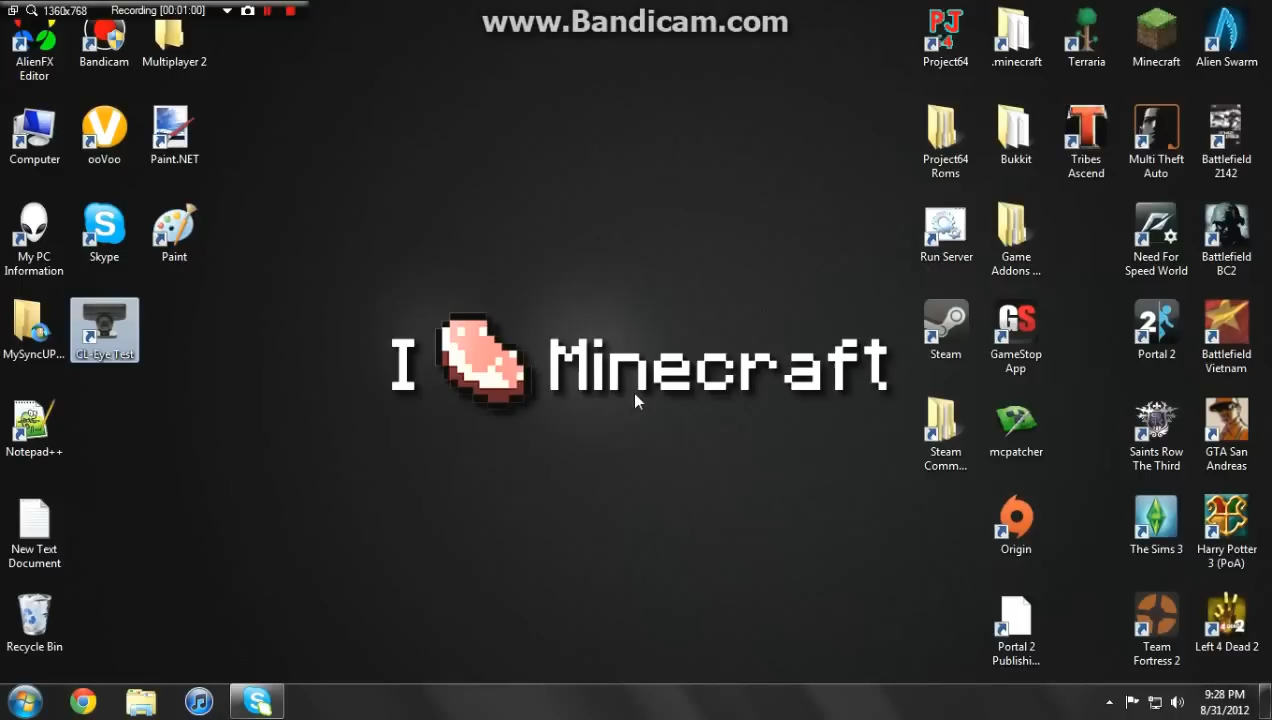 1360x768 Recording [00:01:00]
www.Bandicam.com
AlienFX
Editor
Bandicam
Multiplayer 2
Project64
.minecraft
Terraria
Minecraft
Alien Swarm
Computer
ooVoo
Paint.NET
Project64
Roms
Bukkit
Tribes
Ascend
Multi Theft
Auto
Battlefield
2142
My PC
Information
Skype
Paint
Run Server
Game
Addons ...
Need For
Speed World
Battlefield
BC2
MySyncUP...
CL-Eye Test
I Minecraft
Steam
GameStop
App
Portal 2
Battlefield
Vietnam
Notepad++
Steam
Comm...
mcpatcher
Saints Row
The Third
GTA San
Andreas
New Text
Document
Origin
The Sims 3
Harry Potter
3 (PoA)
Recycle Bin
Portal 2
Publishi...
Team
Fortress 2
Left 4 Dead 2
9:28 PM
8/31/2012